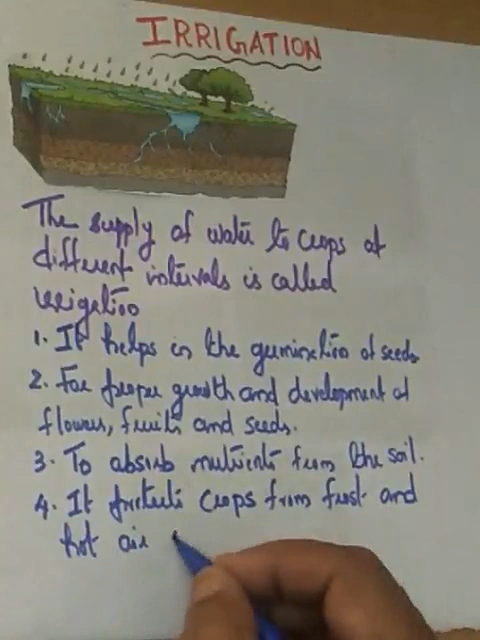 IRRIGATION
The supply of water to crops at
different intervals is called
irrigation
1. It helps in the germination of seeds
2. For proper growth and development of
flower, fruits and seeds.
3. To absorb nutrients from the soil.
4. It protects crops from frost and
hot air